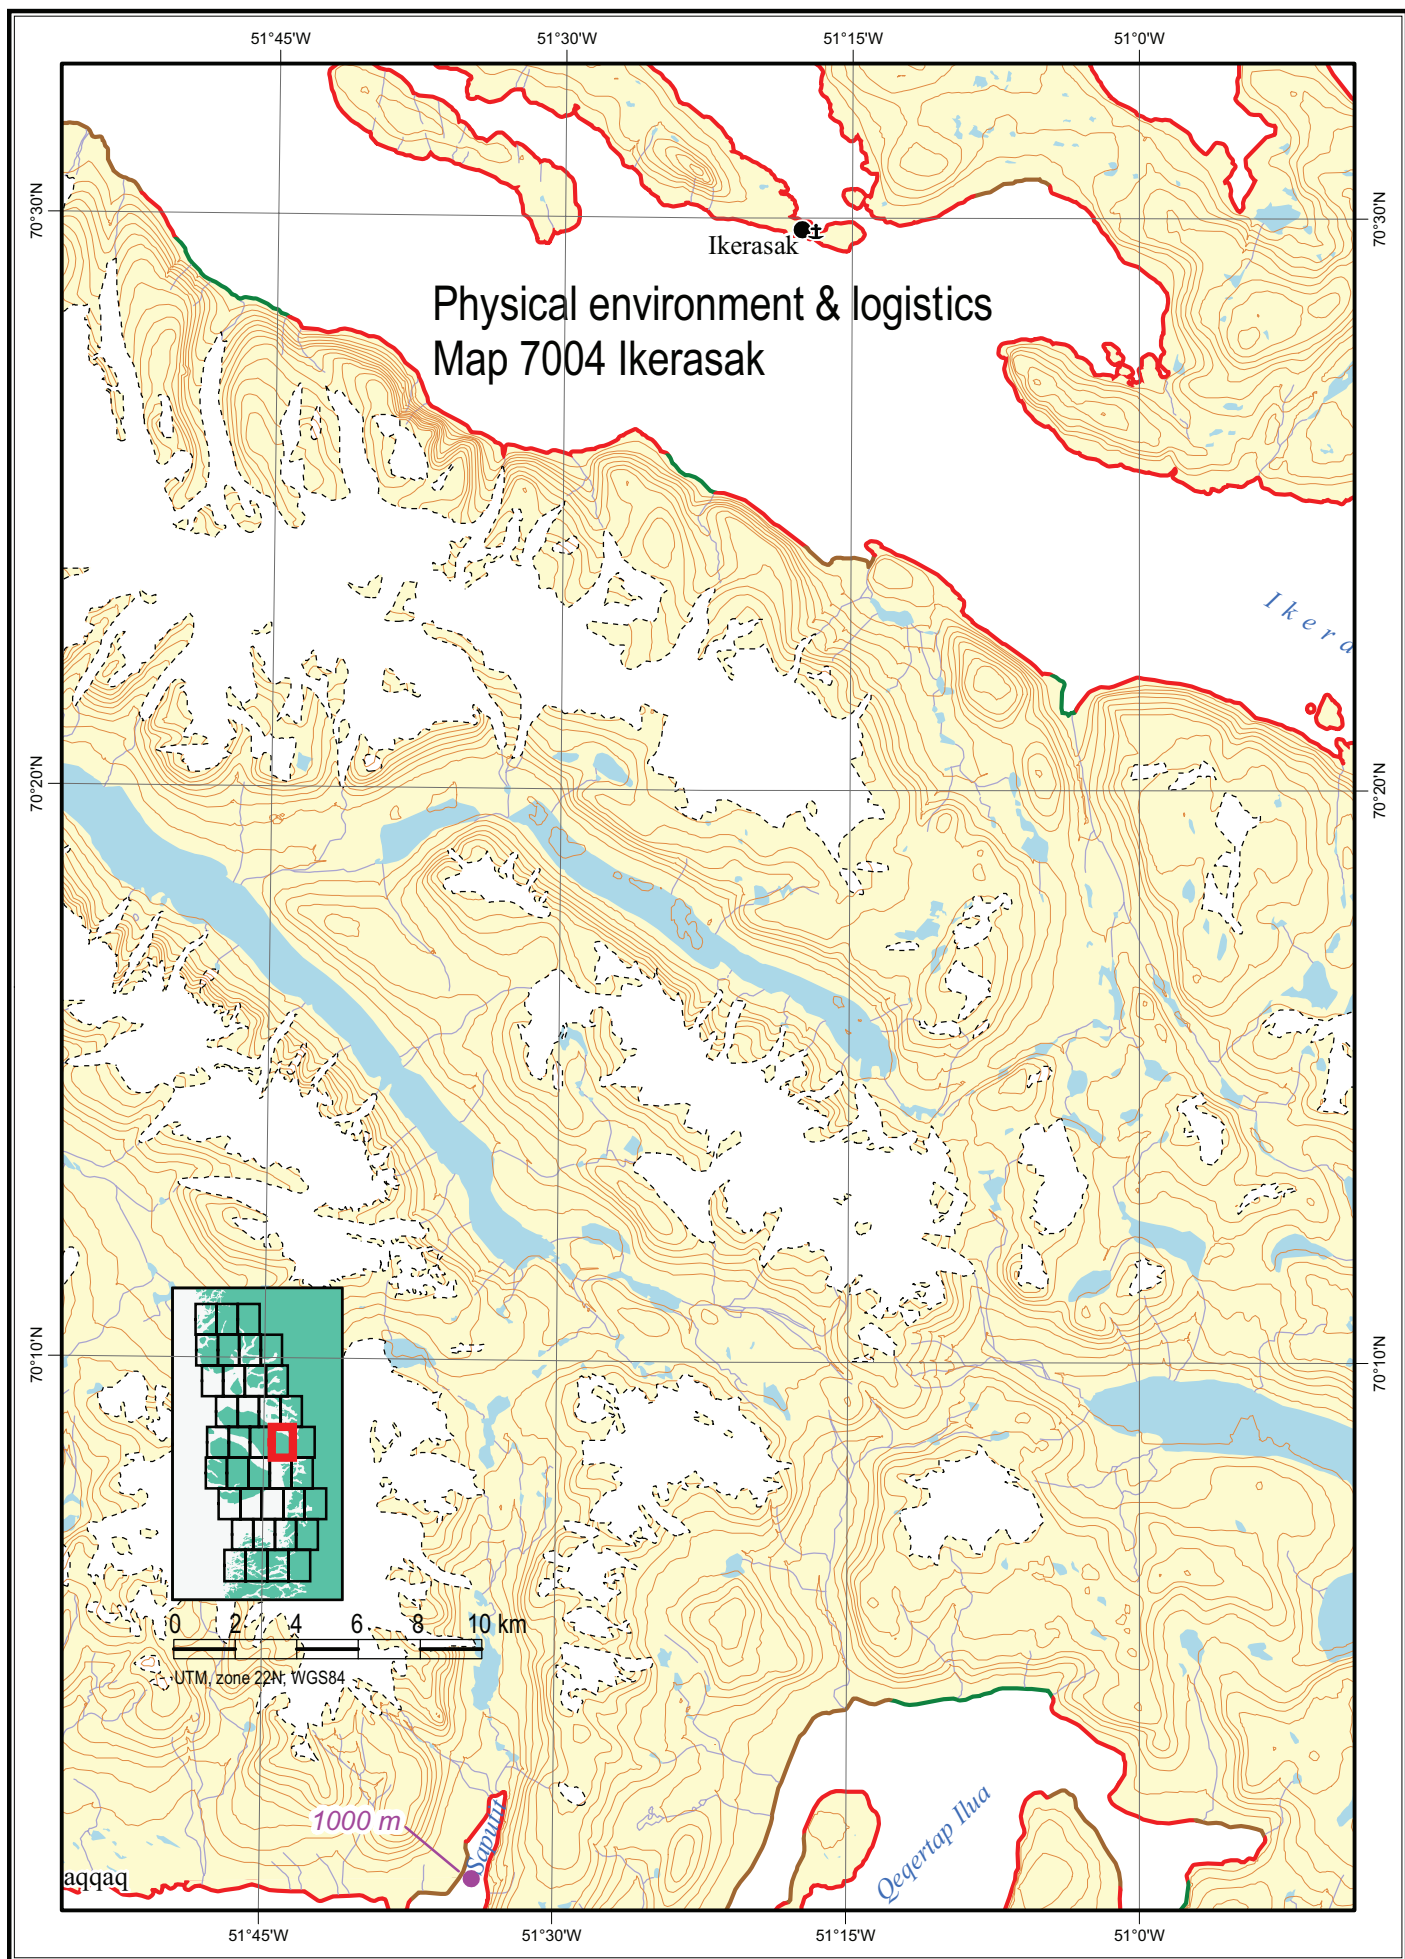 51°45'W 51°30'W 51°15'W 51°0'W
70°30'N 70°30'N
Ikerasak
Physical environment & logistics
Map 7004 Ikerasak
Ikera
70°20'N 70°20'N
70°10'N 70°10'N
0 2 4 6 8 10 km
UTM, zone 22N, WGS84
1000 m
Qeqertap Ilua
aqqaq
51°45'W 51°30'W 51°15'W 51°0'W